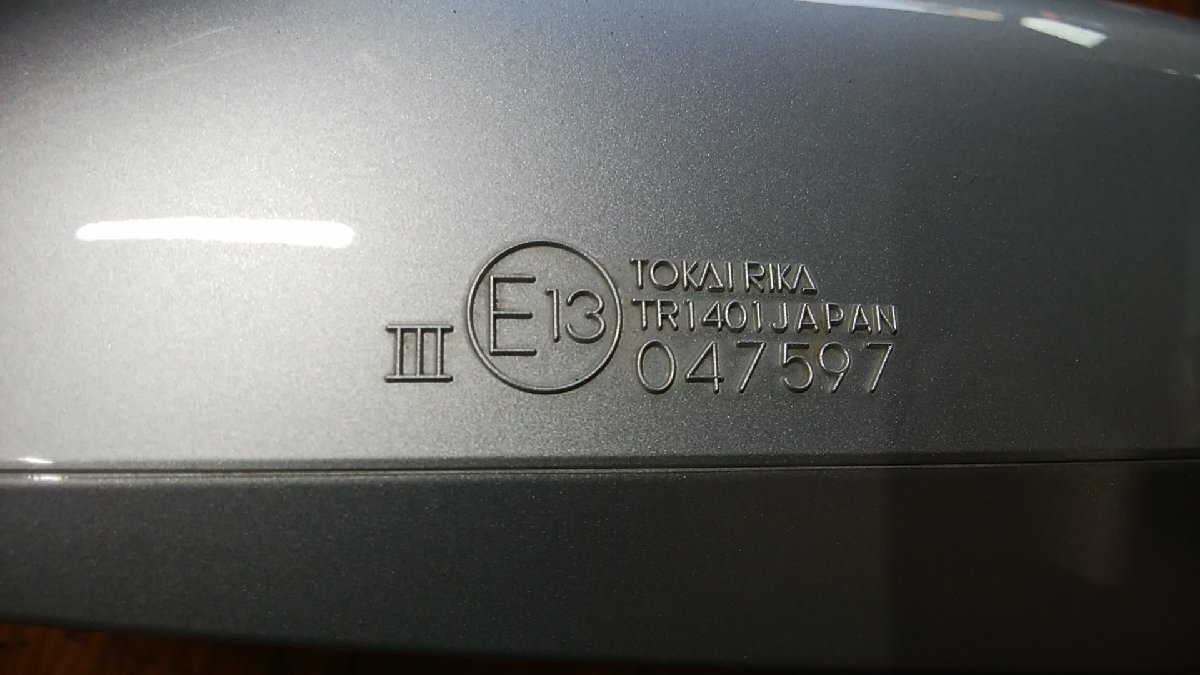 III E13
TOKAI RIKA
TR1401 JAPAN
047597